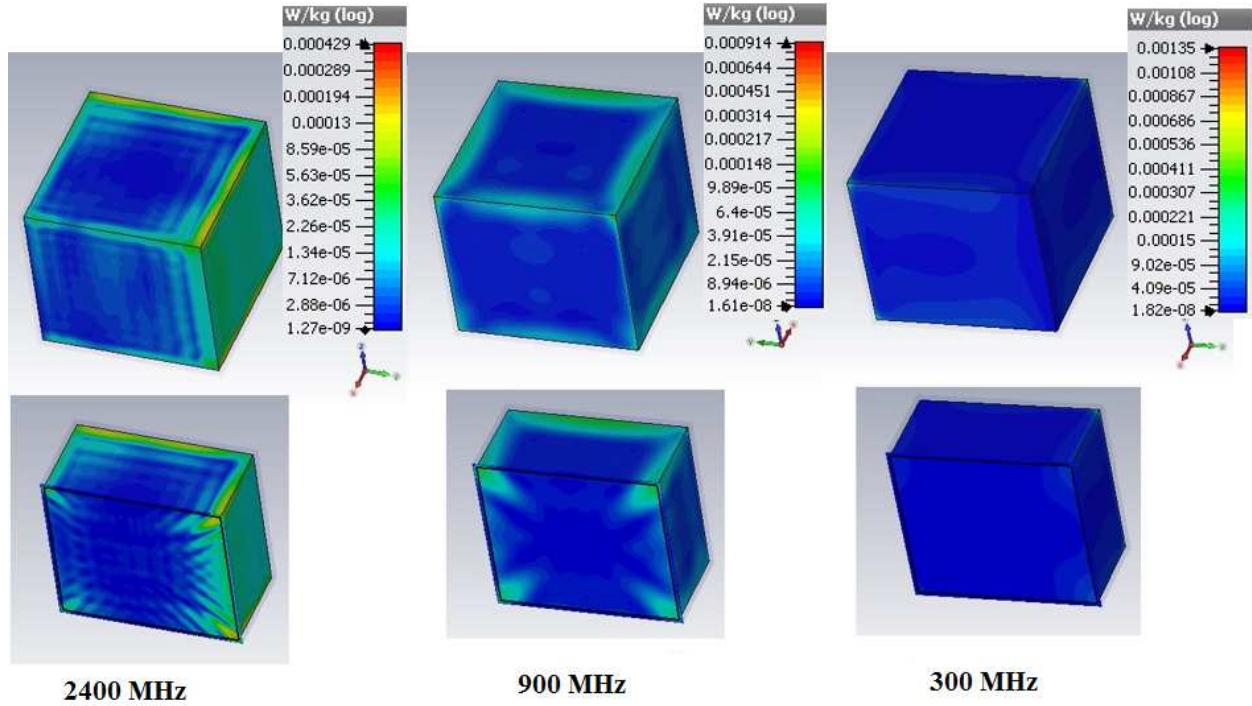 W/kg (log)
0.000429
0.000289
0.000194
0.00013
8.59e-05
5.63e-05
3.62e-05
2.26e-05
1.34e-05
7.12e-06
2.88e-06
1.27e-09
W/kg (log)
0.000914
0.000644
0.000451
0.000314
0.000217
0.000148
9.89e-05
6.4e-05
3.91e-05
2.15e-05
8.94e-06
1.61e-08
W/kg (log)
0.00135
0.00108
0.000867
0.000686
0.000536
0.000411
0.000307
0.000221
0.00015
9.02e-05
4.09e-05
1.82e-08
2400 MHz
900 MHz
300 MHz